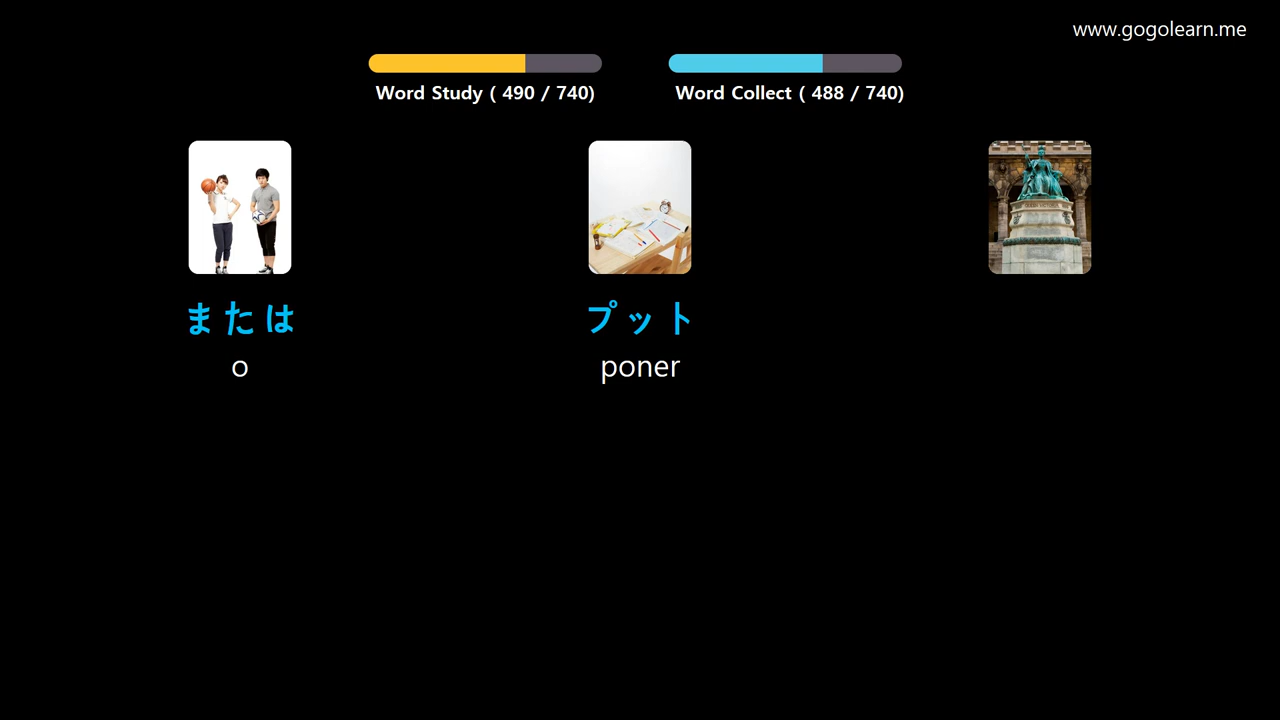 www.gogolearn.me
Word Study ( 490 / 740)
Word Collect ( 488 / 740)
または
プット
o
poner